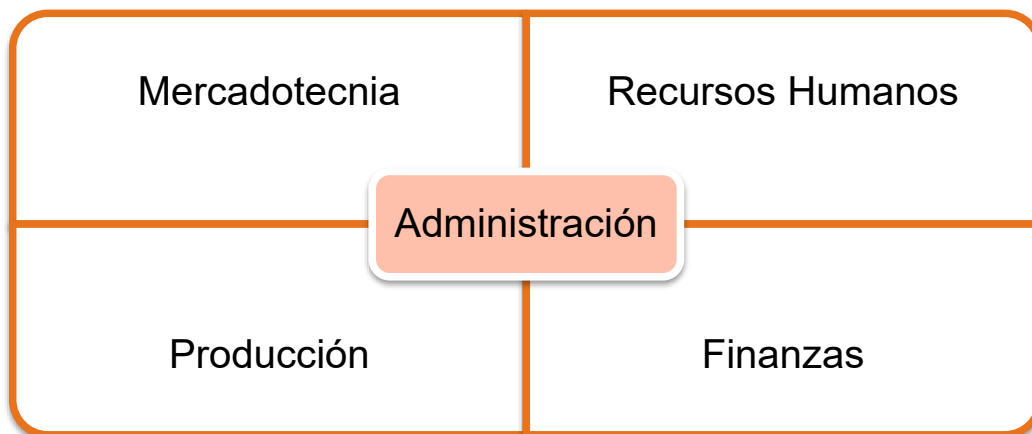 Mercadotecnia
Recursos Humanos
Administración
Producción
Finanzas